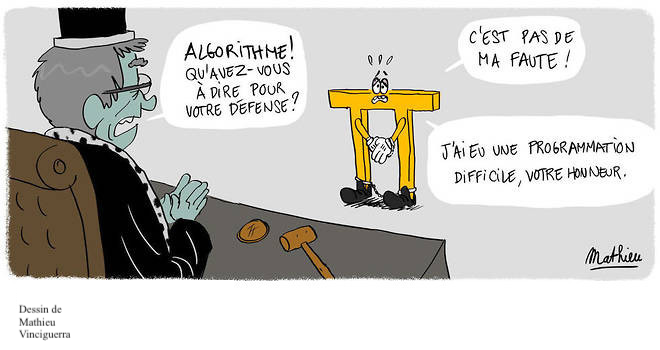 ALGORITHME!
QU'AVEZ-VOUS
À DIRE POUR
VOTRE DÉFENSE?
C'EST PAS DE
MA FAUTE!
J'AI EU UNE PROGRAMMATION
DIFFICILE, VOTRE HONNEUR.
Mathieu
Dessin de
Mathieu
Vinciguerra